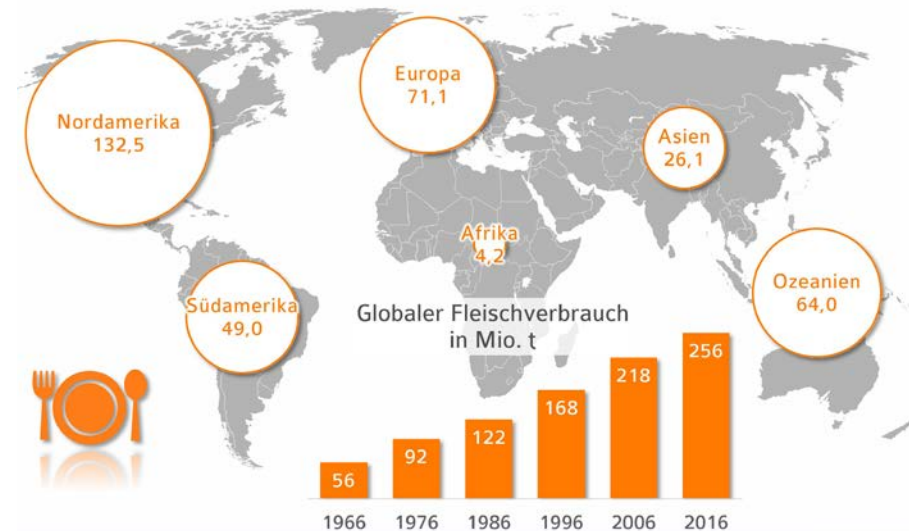 Nordamerika
132,5
Europa
71,1
Asien
26,1
Afrika
4,2
Südamerika
49,0
Ozeanien
64,0
Globaler Fleischverbrauch
in Mio. t
56
92
122
168
218
256
1966
1976
1986
1996
2006
2016